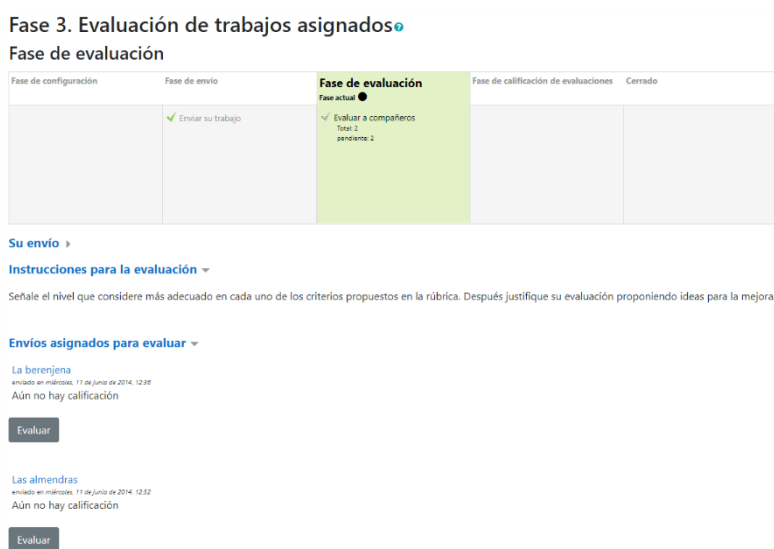 Fase 3. Evaluación de trabajos asignados
Fase de evaluación
Fase de configuración
Fase de envío
Fase de evaluación
Fase actual
Fase de calificación de evaluaciones
Cerrado
Enviar su trabajo
Evaluar a compañeros
Total: 2
pendiente: 2
Su envío
Instrucciones para la evaluación
Señale el nivel que considere más adecuado en cada uno de los criterios propuestos en la rúbrica. Después justifique su evaluación proponiendo ideas para la mejora
Envíos asignados para evaluar
La berenjena
enviado en miércoles, 11 de junio de 2014, 12:36
Aún no hay calificación
Evaluar
Las almendras
enviado en miércoles, 11 de junio de 2014, 12:52
Aún no hay calificación
Evaluar